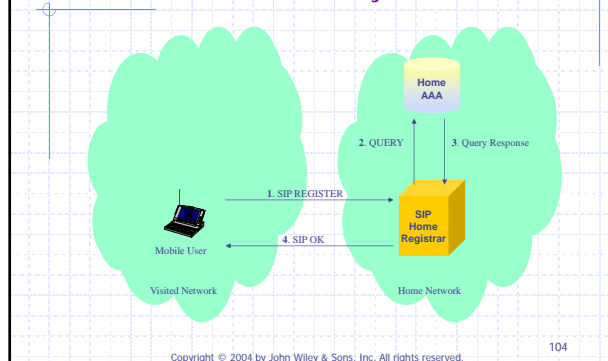 Home
AAA
2. QUERY
3. Query Response
1. SIP REGISTER
SIP
Home
Registrar
4. SIP OK
Mobile User
Visited Network
Home Network
104
Copyright © 2004 by John Wiley & Sons, Inc. All rights reserved.